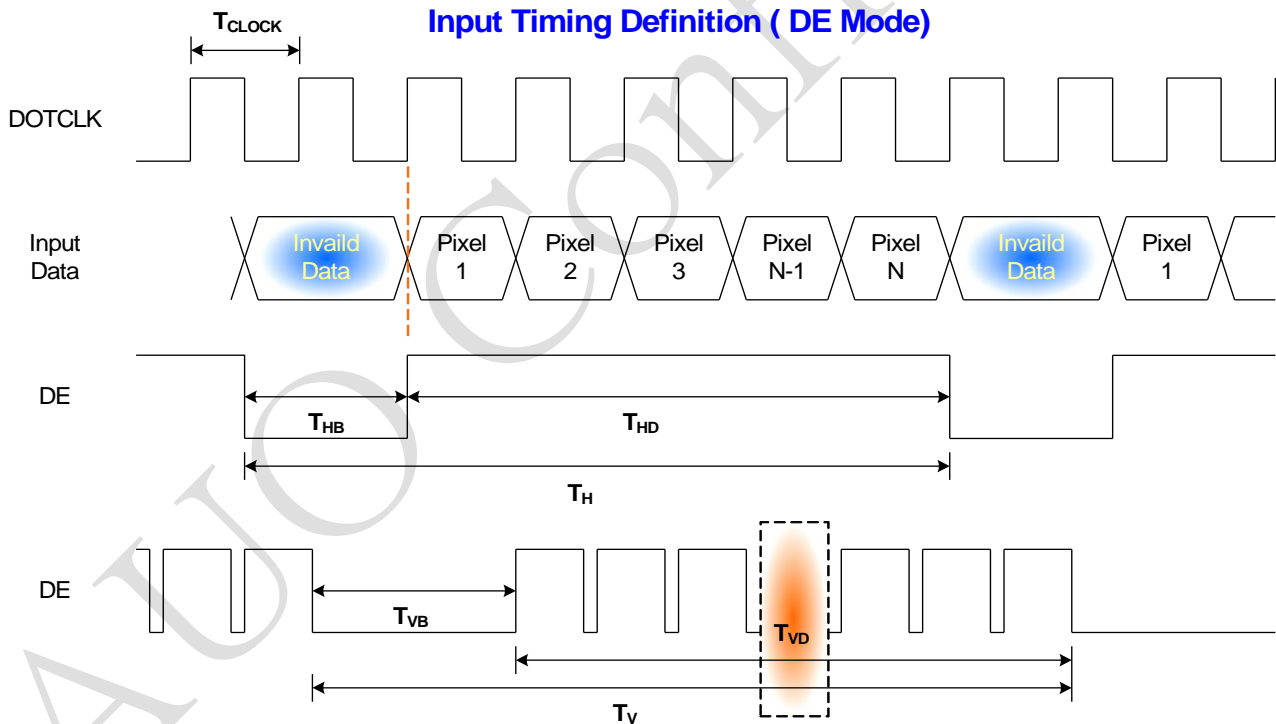 Input Timing Definition ( DE Mode)
TCLOCK
DOTCLK
Input
Data
Invaild
Data
Pixel
1
Pixel
2
Pixel
3
Pixel
N-1
Pixel
N
Invaild
Data
Pixel
1
DE
THB
THD
TH
DE
TVB
TVD
TV
AUO Confi